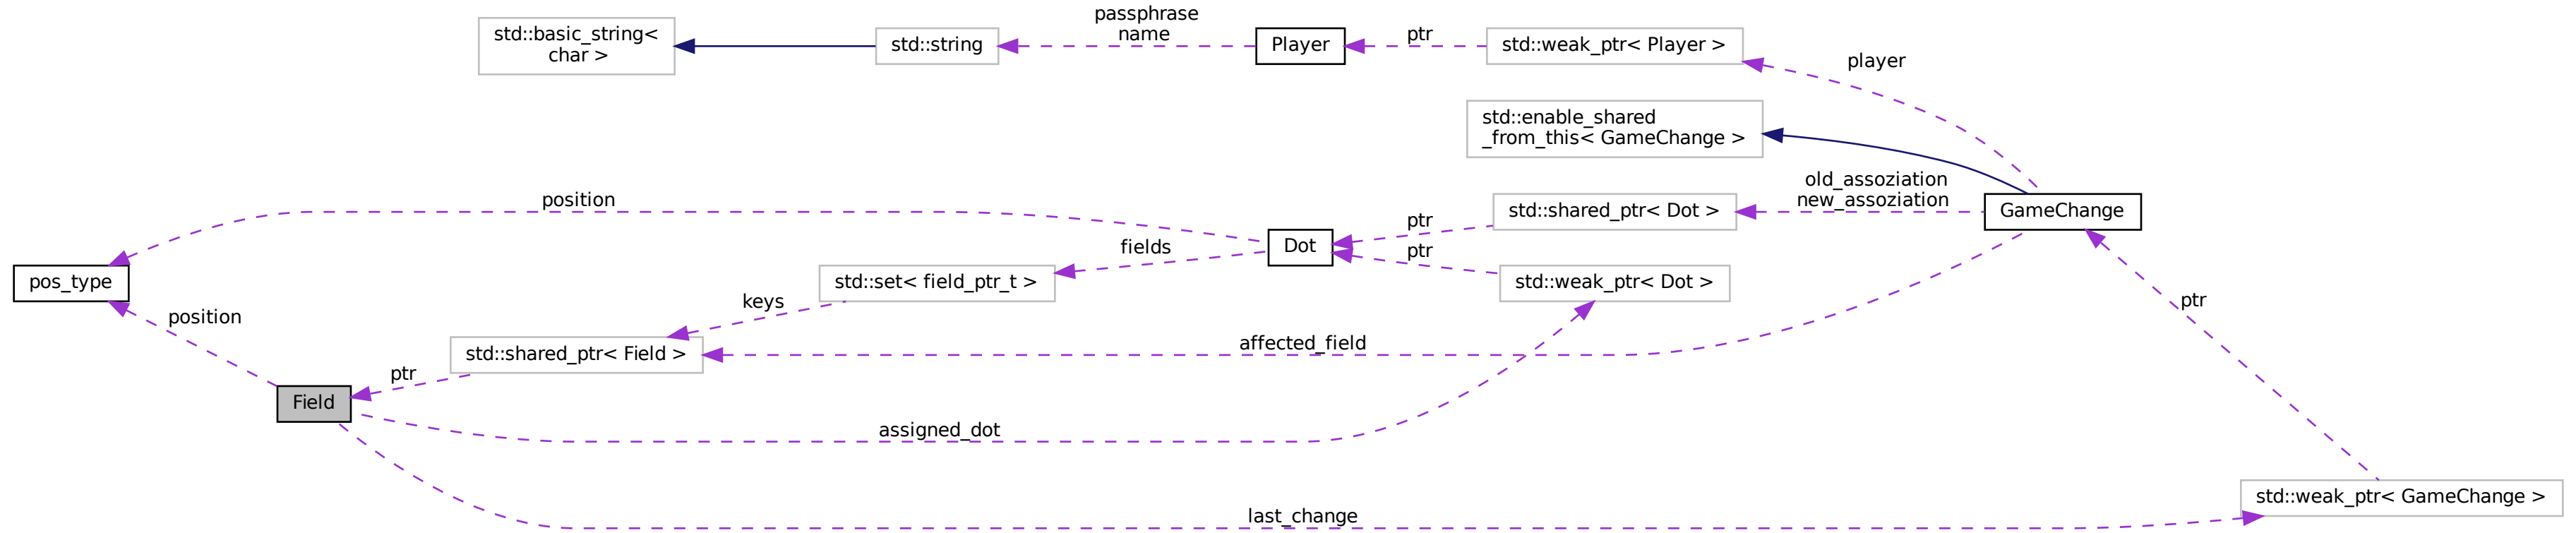 passphrase
name
std::basic_string<
char >
std::string
Player
ptr
std::weak_ptr< Player >
player
std::enable_shared
_from_this< GameChange >
old_assoziation
new_assoziation
position
ptr
std::shared_ptr< Dot >
GameChange
fields
Dot
ptr
pos_type
std::set< field_ptr_t >
std::weak_ptr< Dot >
keys
ptr
position
std::shared_ptr< Field >
affected_field
ptr
Field
assigned_dot
last_change
std::weak_ptr< GameChange >